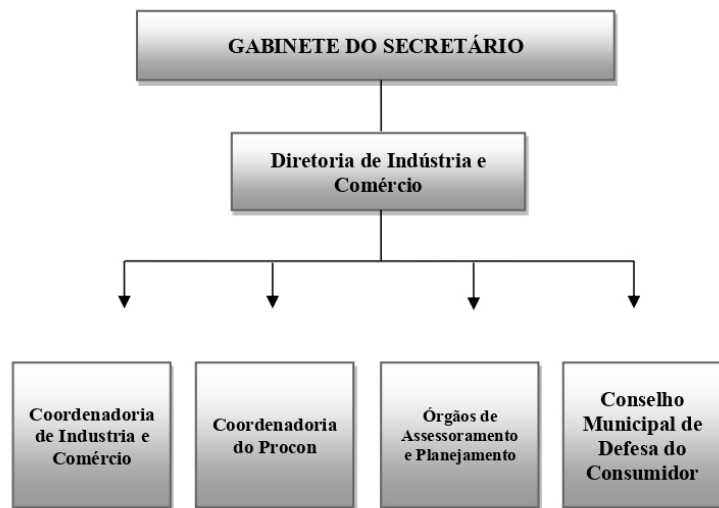 GABINETE DO SECRETÁRIO
Diretoria de Indústria e
Comércio
Coordenadoria
de Industria e
Comércio
Coordenadoria
do Procon
Órgãos de
Assessoramento
e Planejamento
Conselho
Municipal de
Defesa do
Consumidor